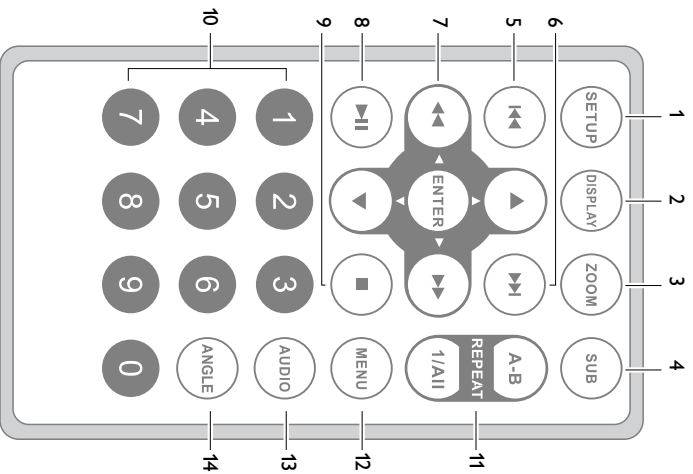 1 2 3 4
SETUP DISPLAY ZOOM SUB
6
5
A-B
REPEAT 11
7 ENTER 1/All
8 MENU 12
9
1 2 3 AUDIO 13
10 4 5 6 ANGLE 14
7 8 9 0